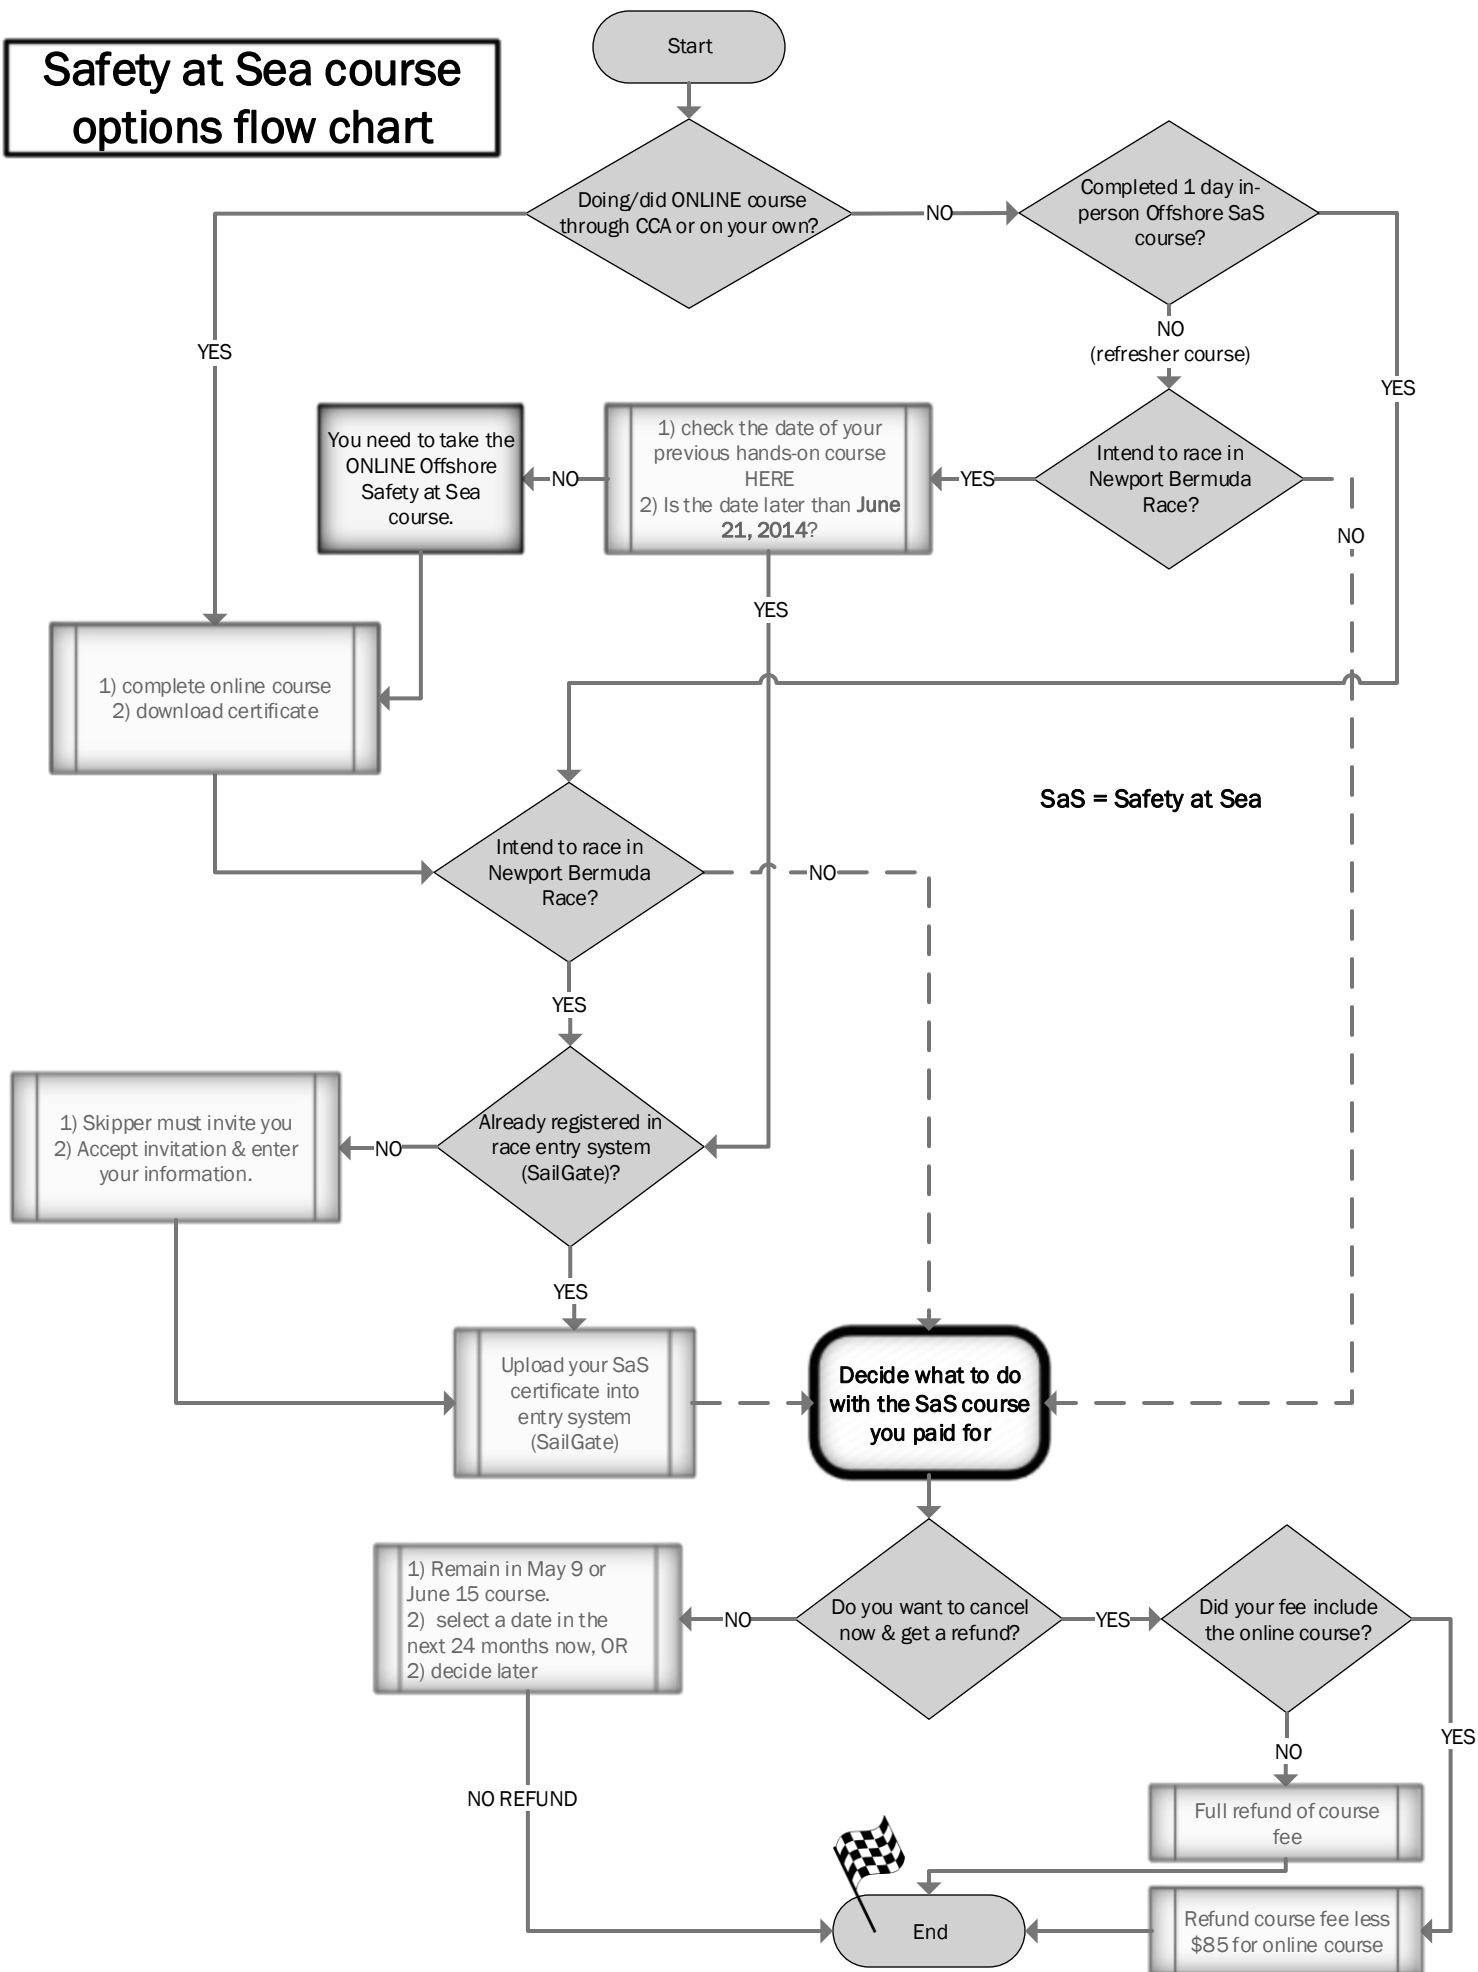 Safety at Sea course
options flow chart
Start
Doing/did ONLINE course
through CCA or on your own?
NO
Completed 1 day in-
person Offshore SaS
course?
YES
NO
(refresher course)
YES
You need to take the
ONLINE Offshore
Safety at Sea
course.
NO
1) check the date of your
previous hands-on course
HERE
2) Is the date later than June
21, 2014?
YES
Intend to race in
Newport Bermuda
Race?
NO
YES
1) complete online course
2) download certificate
SaS = Safety at Sea
Intend to race in
Newport Bermuda
Race?
NO
YES
1) Skipper must invite you
2) Accept invitation & enter
your information.
NO
Already registered in
race entry system
(SailGate)?
YES
Upload your SaS
certificate into
entry system
(SailGate)
Decide what to do
with the SaS course
you paid for
1) Remain in May 9 or
June 15 course.
2)  select a date in the
next 24 months now, OR
2) decide later
NO
Do you want to cancel
now & get a refund?
YES
Did your fee include
the online course?
YES
NO
NO REFUND
Full refund of course
fee
End
Refund course fee less
$85 for online course